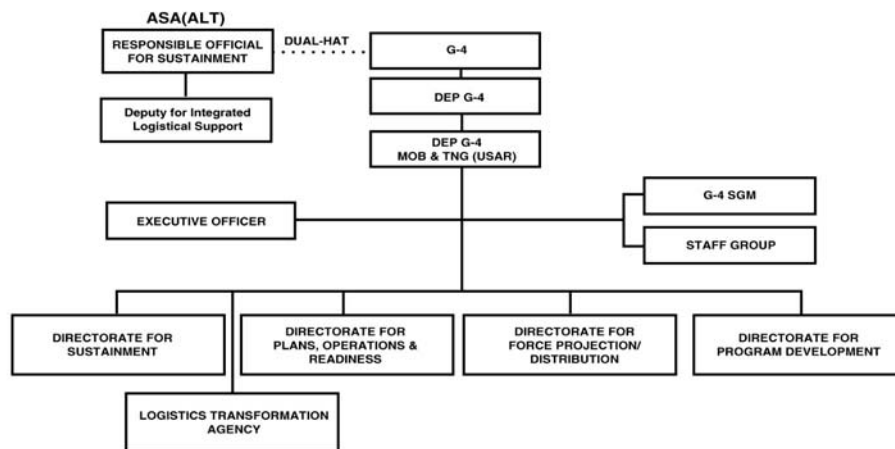 ASA(ALT)
RESPONSIBLE OFFICIAL
FOR SUSTAINMENT
DUAL-HAT
G-4
Deputy for Integrated
Logistical Support
DEP G-4
DEP G-4
MOB & TNG (USAR)
EXECUTIVE OFFICER
G-4 SGM
STAFF GROUP
DIRECTORATE FOR
SUSTAINMENT
DIRECTORATE FOR
PLANS, OPERATIONS &
READINESS
DIRECTORATE FOR
FORCE PROJECTION/
DISTRIBUTION
DIRECTORATE FOR
PROGRAM DEVELOPMENT
LOGISTICS TRANSFORMATION
AGENCY